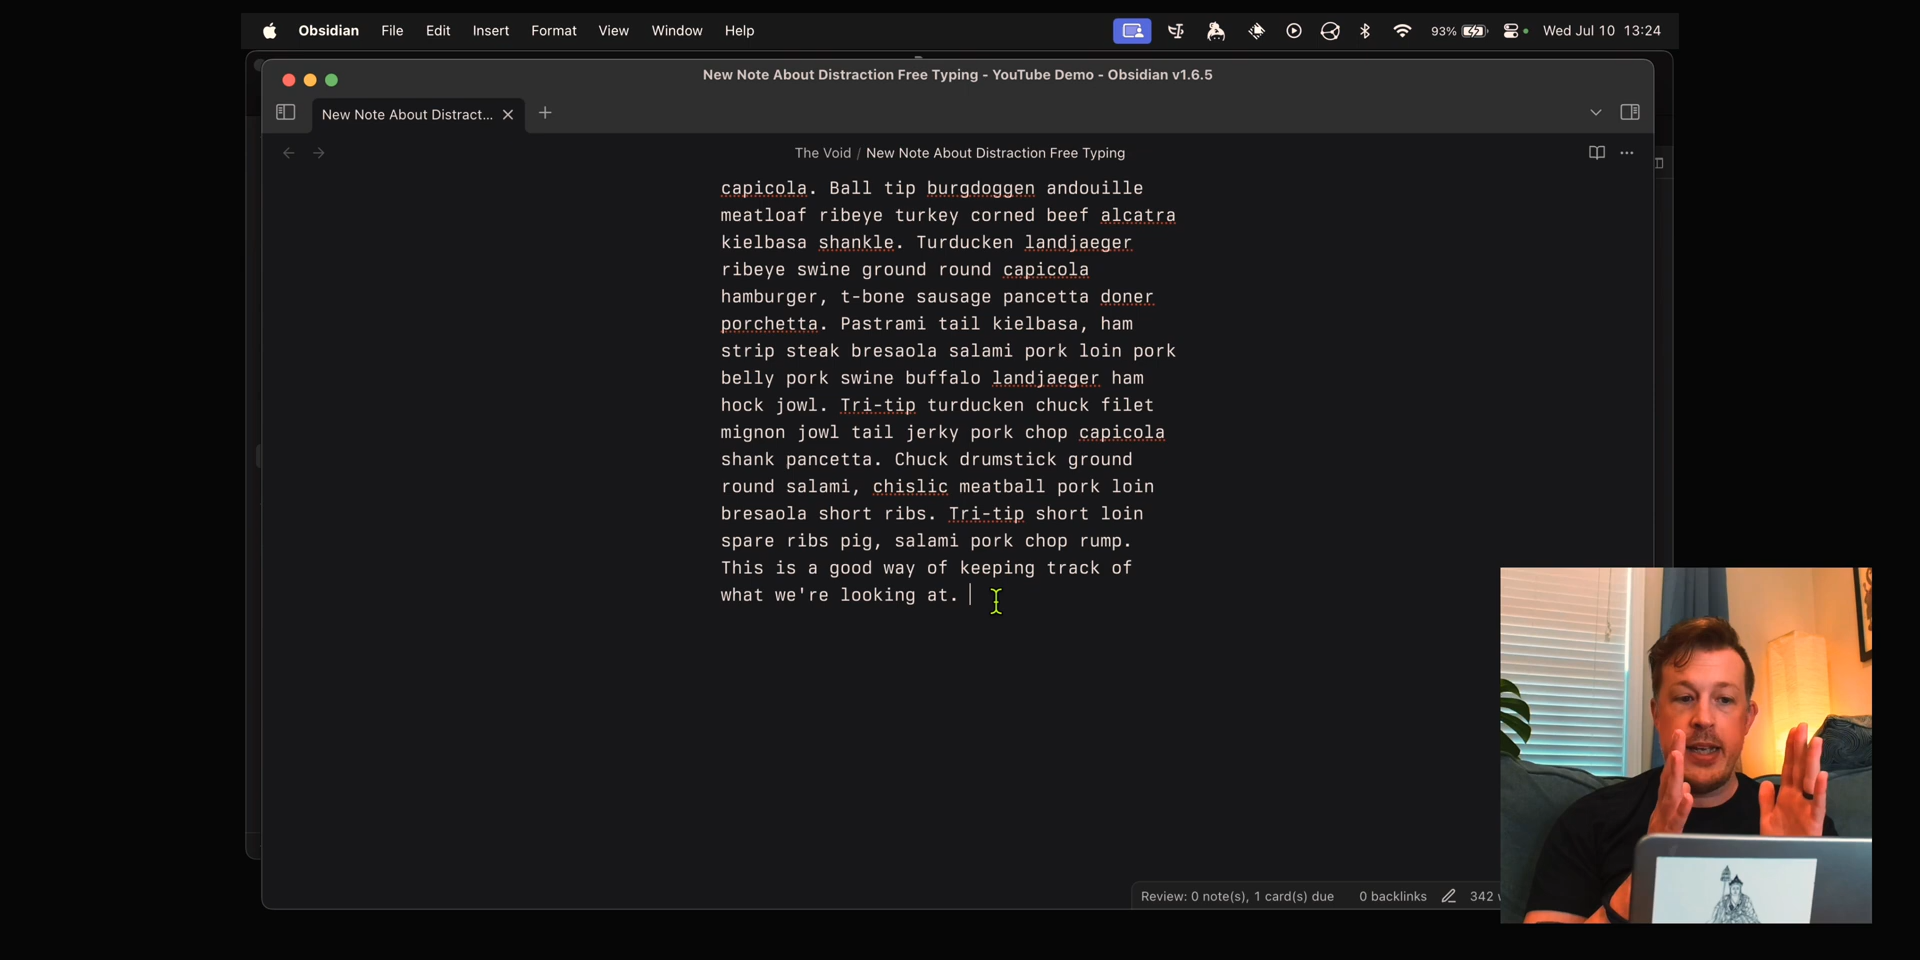 Obsidian File Edit Insert Format View Window Help 93% Wed Jul 10 13:24
New Note About Distraction Free Typing - YouTube Demo - Obsidian v1.6.5
New Note About Distract...
The Void / New Note About Distraction Free Typing
capicola. Ball tip burgdoggen andouille
meatloaf ribeye turkey corned beef alcatra
kielbasa shankle. Turducken landjaeger
ribeye swine ground round capicola
hamburger, t-bone sausage pancetta doner
porchetta. Pastrami tail kielbasa, ham
strip steak bresaola salami pork loin pork
belly pork swine buffalo landjaeger ham
hock jowl. Tri-tip turducken chuck filet
mignon jowl tail jerky pork chop capicola
shank pancetta. Chuck drumstick ground
round salami, chislic meatball pork loin
bresaola short ribs. Tri-tip short loin
spare ribs pig, salami pork chop rump.
This is a good way of keeping track of
what we're looking at.
Review: 0 note(s), 1 card(s) due 0 backlinks 342